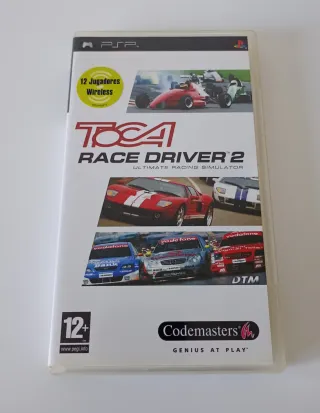 PSP
12 Jugadores
Wireless
TOCA
RACE DRIVER 2
ULTIMATE RACING SIMULATOR
DTM
12+
www.pegi.info
Codemasters
GENIUS AT PLAY